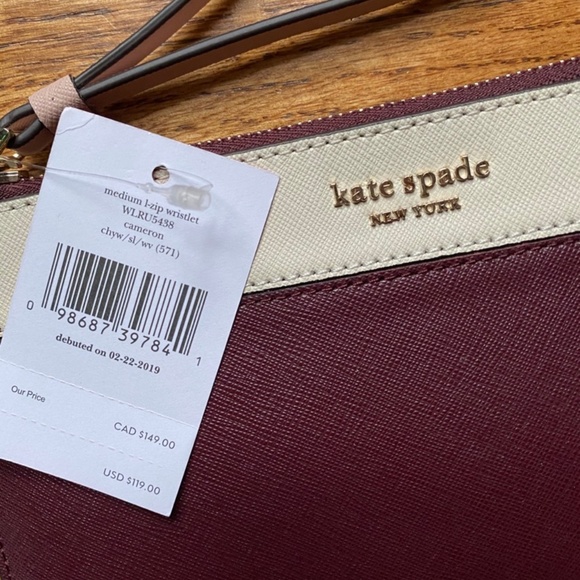 kate spade
NEW YORK
medium l-zip wristlet
WLRU5438
cameron
chyw/sl/wv (571)
0 98687 39784 1
debuted on 02-22-2019
Our Price
CAD $149.00
USD $119.00